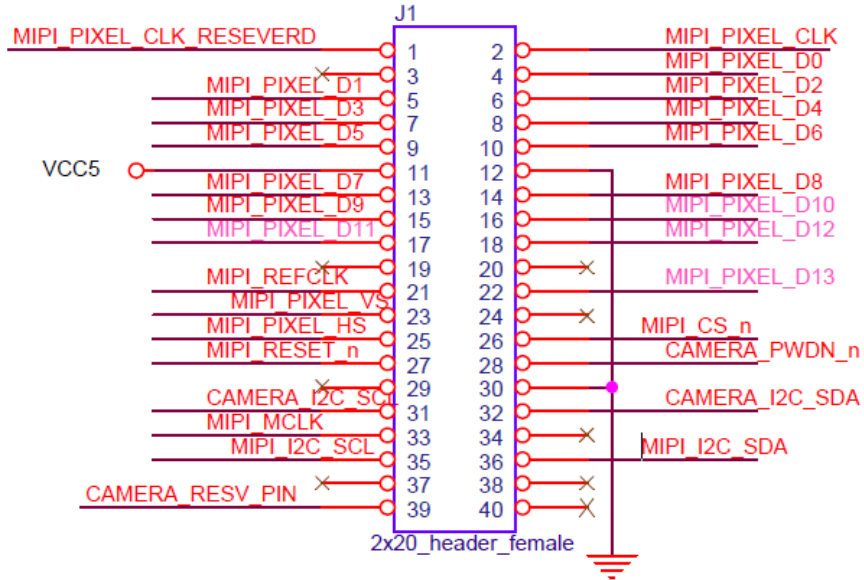 J1
MIPI_PIXEL_CLK_RESEVERD 1 2 MIPI_PIXEL_CLK
3 4 MIPI_PIXEL_D0
MIPI_PIXEL_D1 5 6 MIPI_PIXEL_D2
MIPI_PIXEL_D3 7 8 MIPI_PIXEL_D4
MIPI_PIXEL_D5 9 10 MIPI_PIXEL_D6
VCC5 11 12
MIPI_PIXEL_D7 13 14 MIPI_PIXEL_D8
MIPI_PIXEL_D9 15 16 MIPI_PIXEL_D10
MIPI_PIXEL_D11 17 18 MIPI_PIXEL_D12
19 20
MIPI_REFCLK 21 22 MIPI_PIXEL_D13
MIPI_PIXEL_VS 23 24
MIPI_PIXEL_HS 25 26 MIPI_CS_n
MIPI_RESET_n 27 28 CAMERA_PWDN_n
29 30
CAMERA_I2C_SCL 31 32 CAMERA_I2C_SDA
MIPI_MCLK 33 34
MIPI_I2C_SCL 35 36 MIPI_I2C_SDA
37 38
CAMERA_RESV_PIN 39 40
2x20_header_female